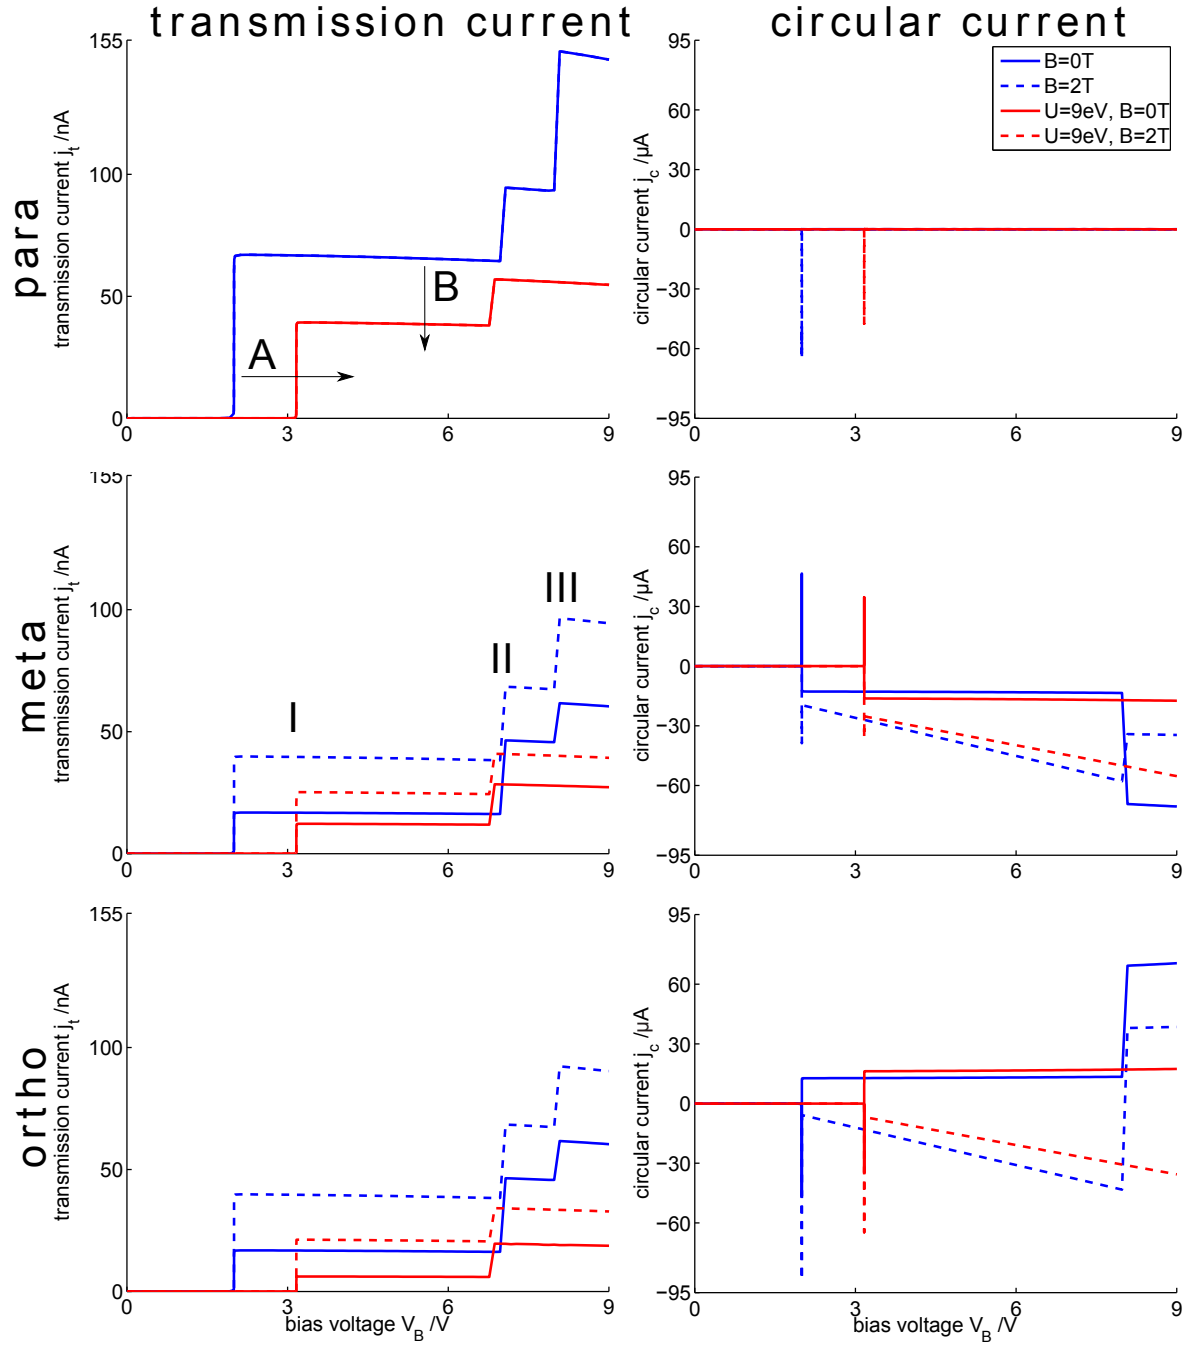 transmission current
circular current
para
transmission current j_t /nA
155
100
50
0
0
3
6
9
A
B
circular current j_c /µA
95
60
30
0
−30
−60
−95
0
3
6
9
B=0T
B=2T
U=9eV, B=0T
U=9eV, B=2T
meta
transmission current j_t /nA
155
100
50
0
0
3
6
9
I
II
III
circular current j_c /µA
95
60
30
0
−30
−60
−95
0
3
6
9
ortho
transmission current j_t /nA
155
100
50
0
0
3
6
9
bias voltage V_B /V
circular current j_c /µA
95
60
30
0
−30
−60
−95
0
3
6
9
bias voltage V_B /V